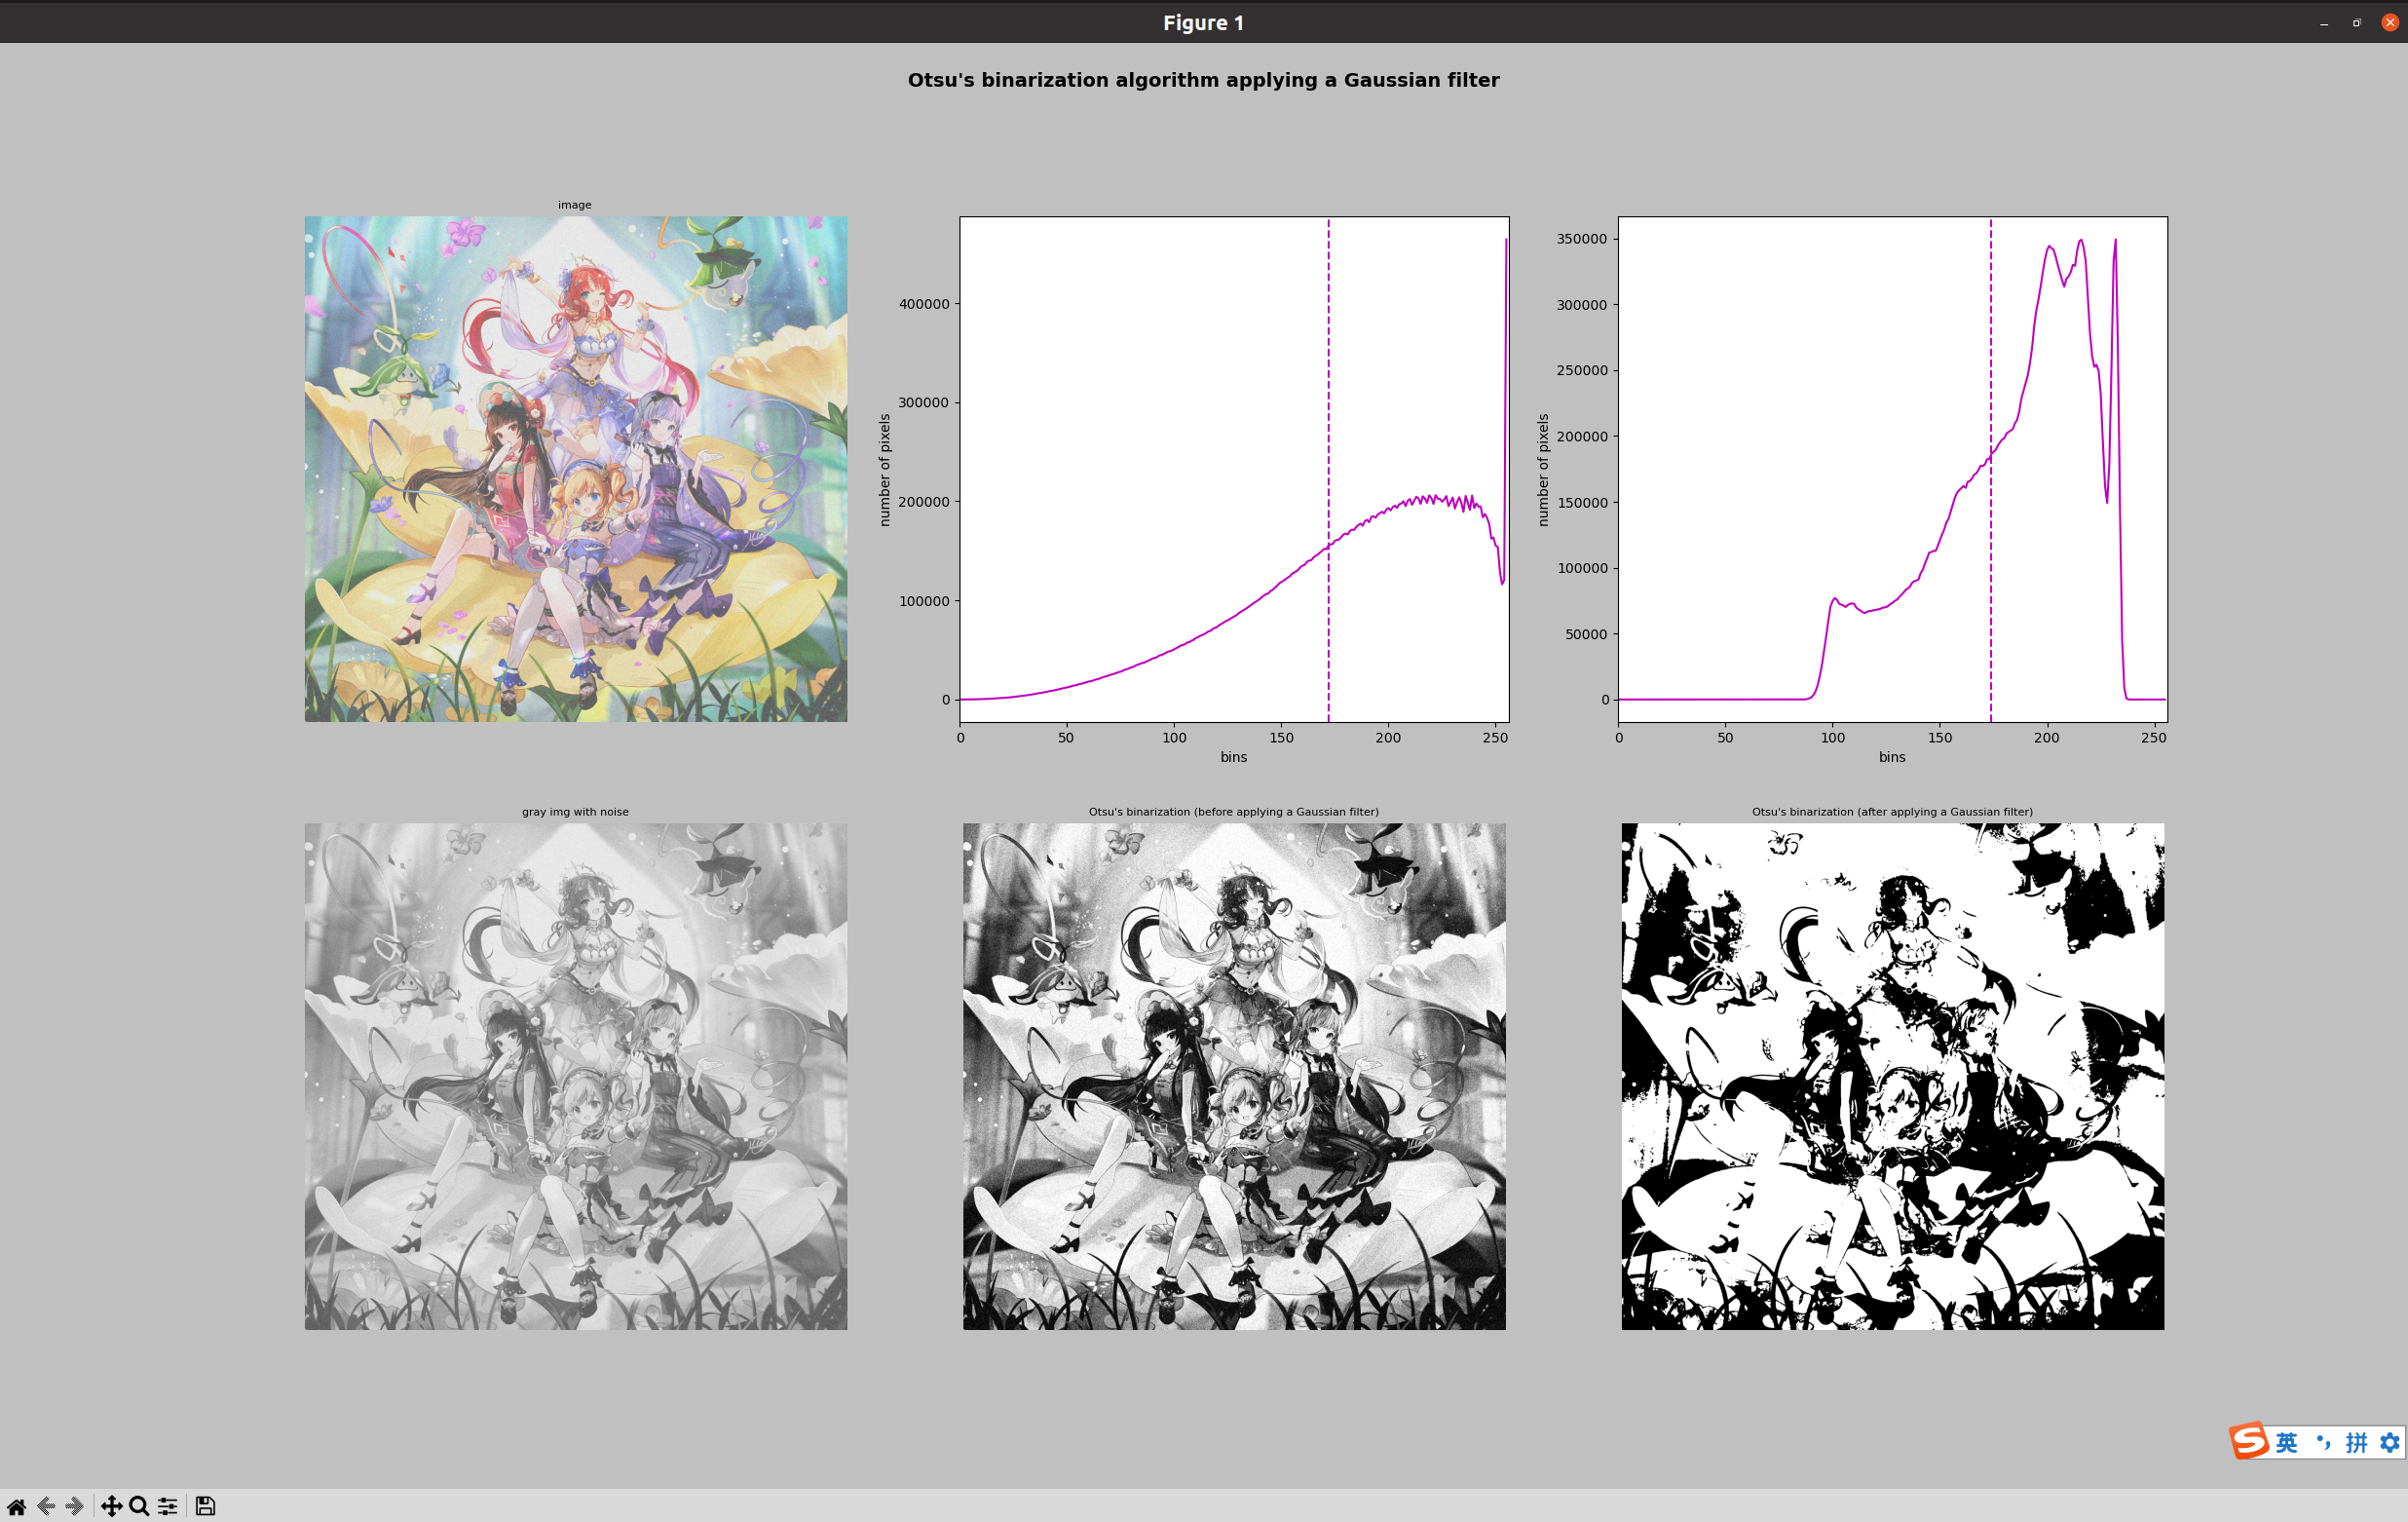 Figure 1
Otsu's binarization algorithm applying a Gaussian filter
image
number of pixels
400000
300000
200000
100000
0
0 50 100 150 200 250
bins
number of pixels
350000
300000
250000
200000
150000
100000
50000
0
0 50 100 150 200 250
bins
gray img with noise
Otsu's binarization (before applying a Gaussian filter)
Otsu's binarization (after applying a Gaussian filter)
S 英 拼